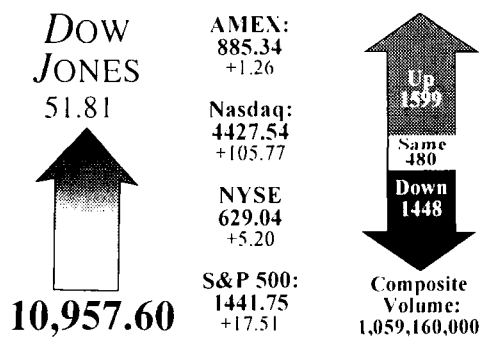 DOW
JONES
51.81
10,957.60
AMEX:
885.34
+1.26
Nasdaq:
4427.54
+105.77
NYSE
629.04
+5.20
S&P 500:
1441.75
+17.51
Up
1599
Same
480
Down
1448
Composite
Volume:
1,059,160,000